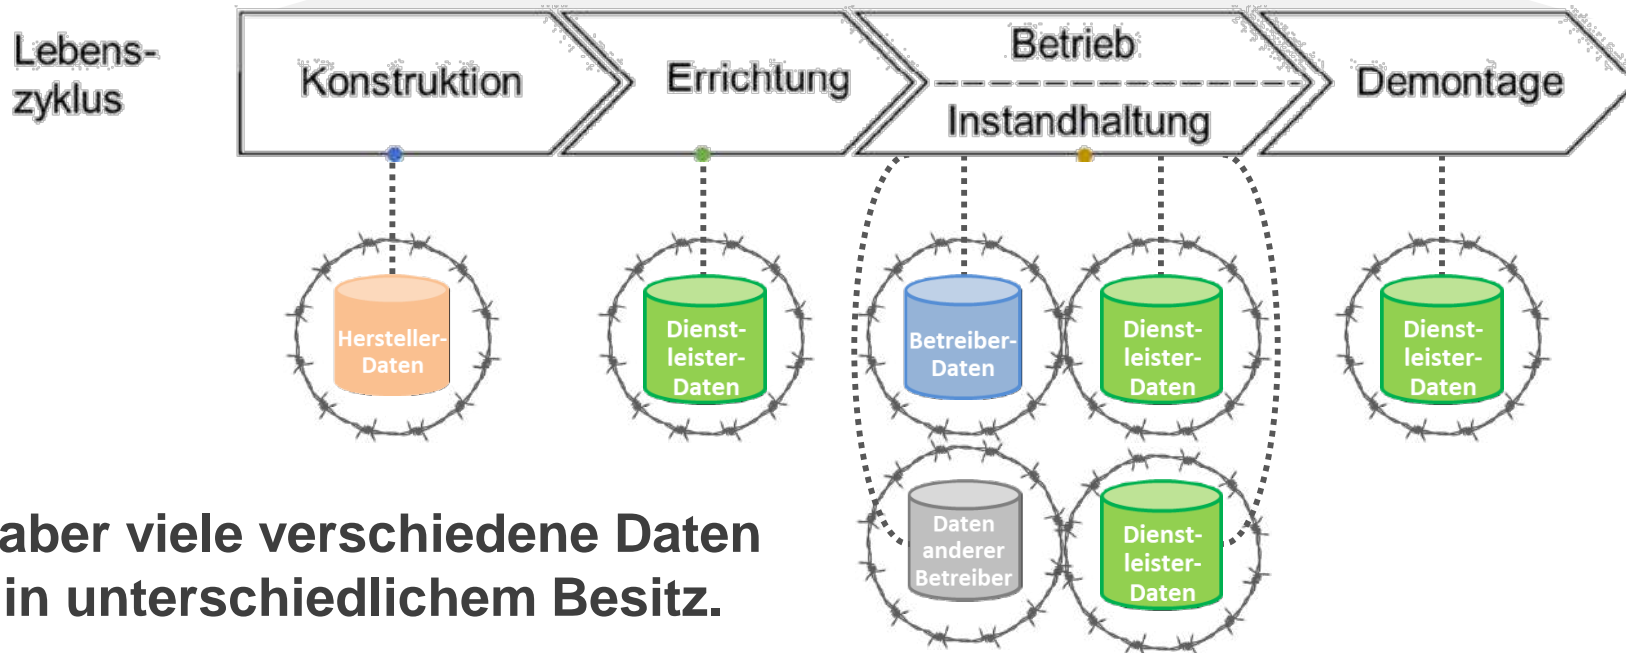 Lebens-
zyklus
Konstruktion
Errichtung
Betrieb
Instandhaltung
Demontage
Hersteller-
Daten
Dienst-
leister-
Daten
Betreiber-
Daten
Dienst-
leister-
Daten
Dienst-
leister-
Daten
Daten
anderer
Betreiber
Dienst-
leister-
Daten
aber viele verschiedene Daten
in unterschiedlichem Besitz.